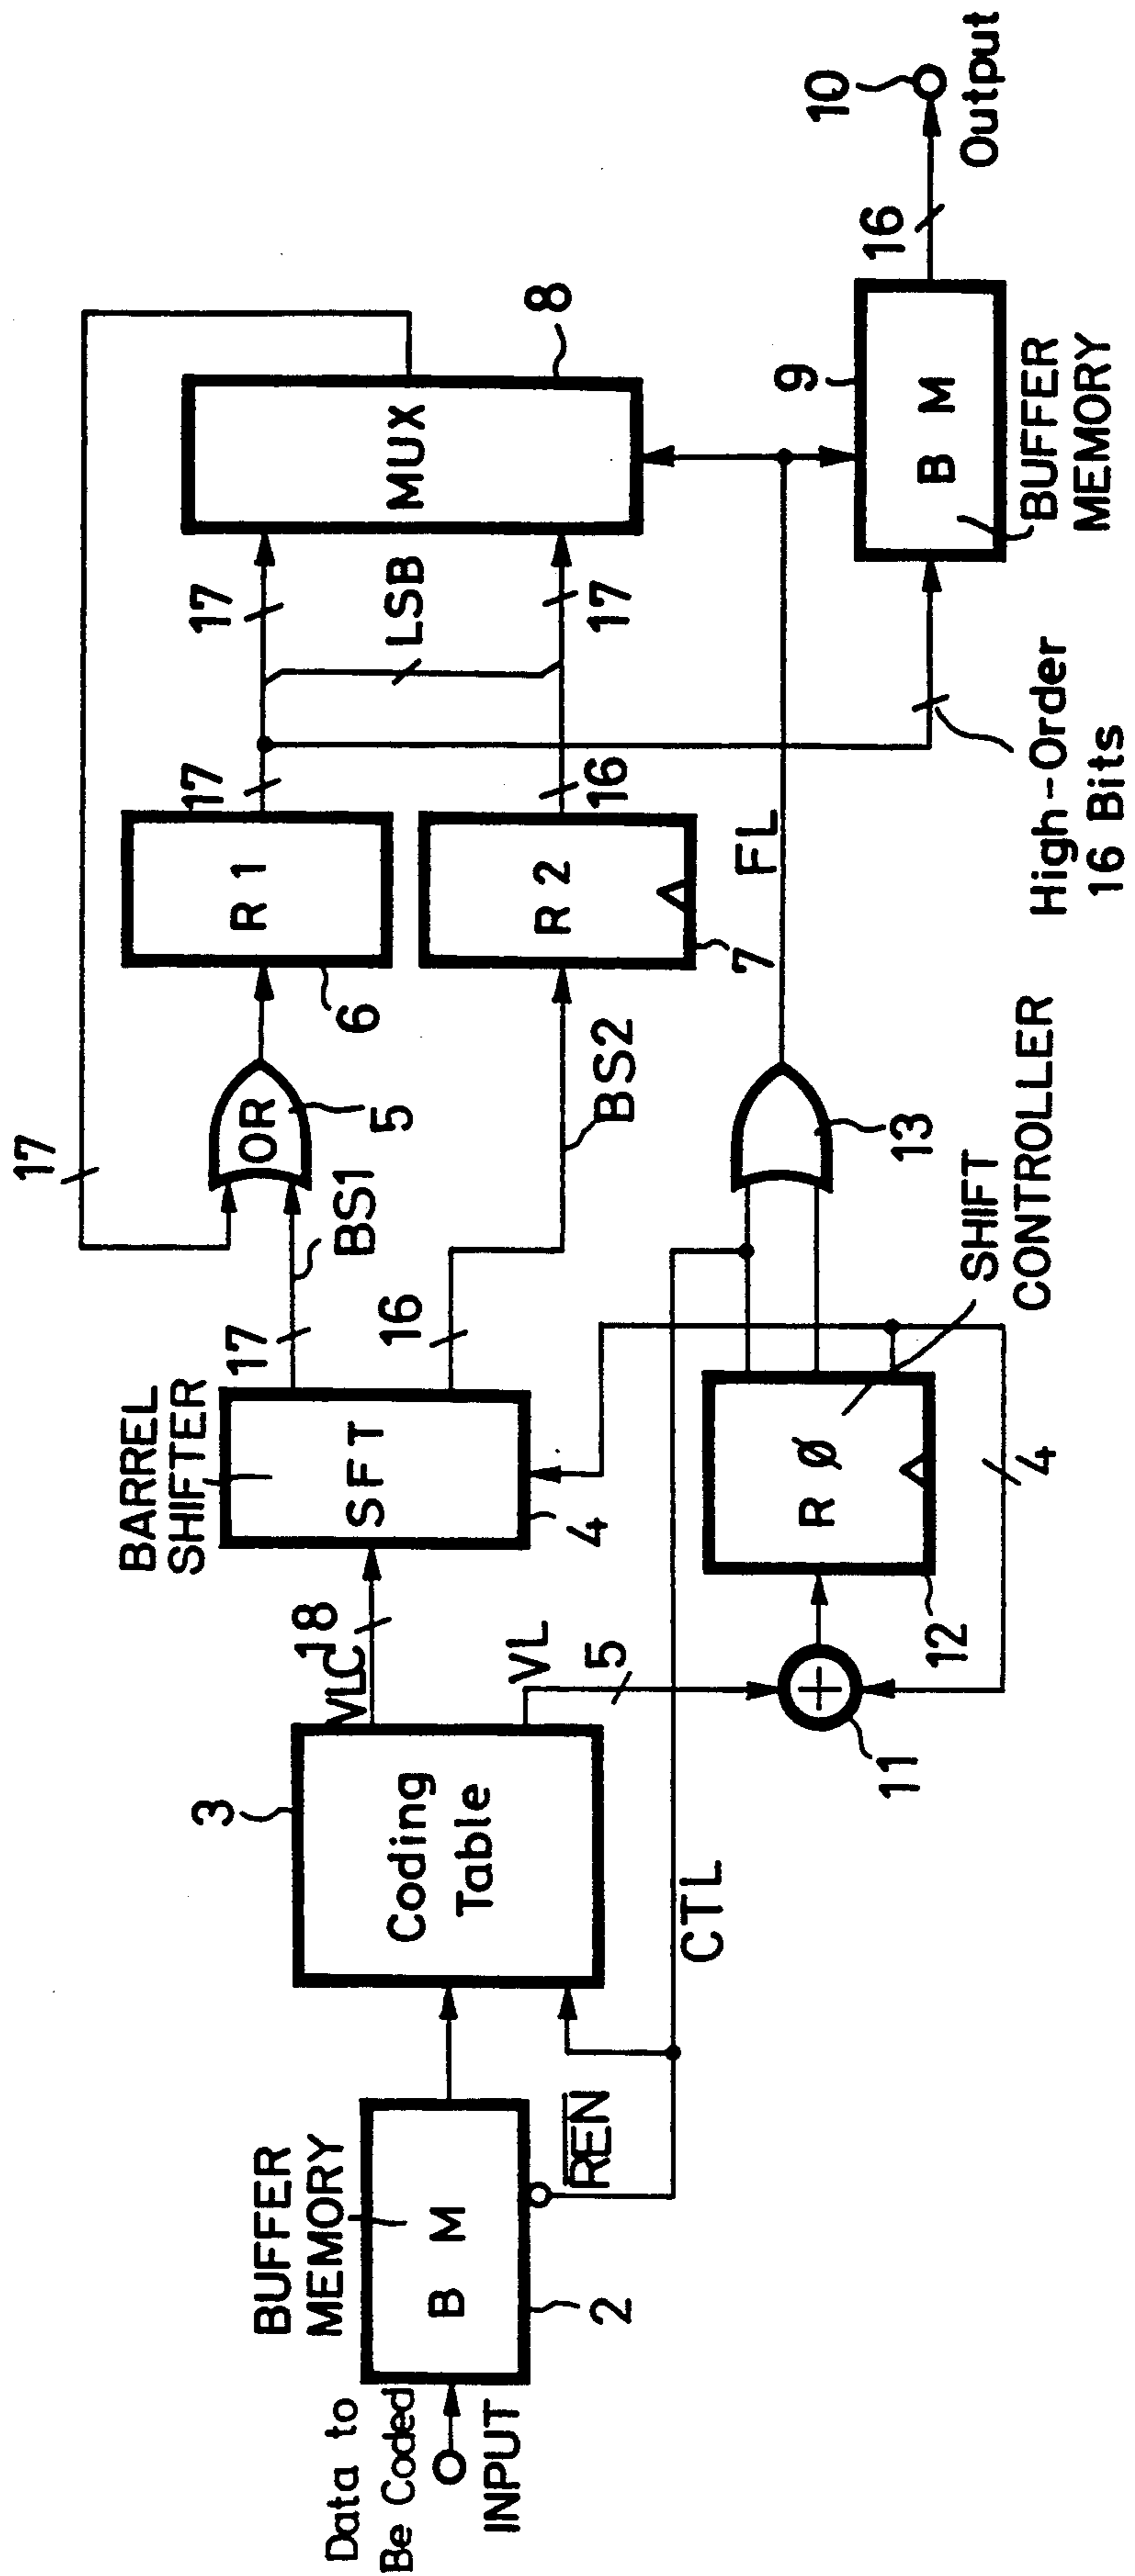 Data to
Be Coded
INPUT
BUFFER
MEMORY
B M
2
REN
3
Coding
Table
CTL
VLC
18
VL
5
11
BARREL
SHIFTER
SFT
4
R Ø
12
4
SHIFT
CONTROLLER
17
BS1
16
BS2
17
OR
5
13
6
R 1
R 2
7
FL
17
16
High-Order
16 Bits
17
LSB
17
MUX
8
9
B M
BUFFER
MEMORY
16
10
Output